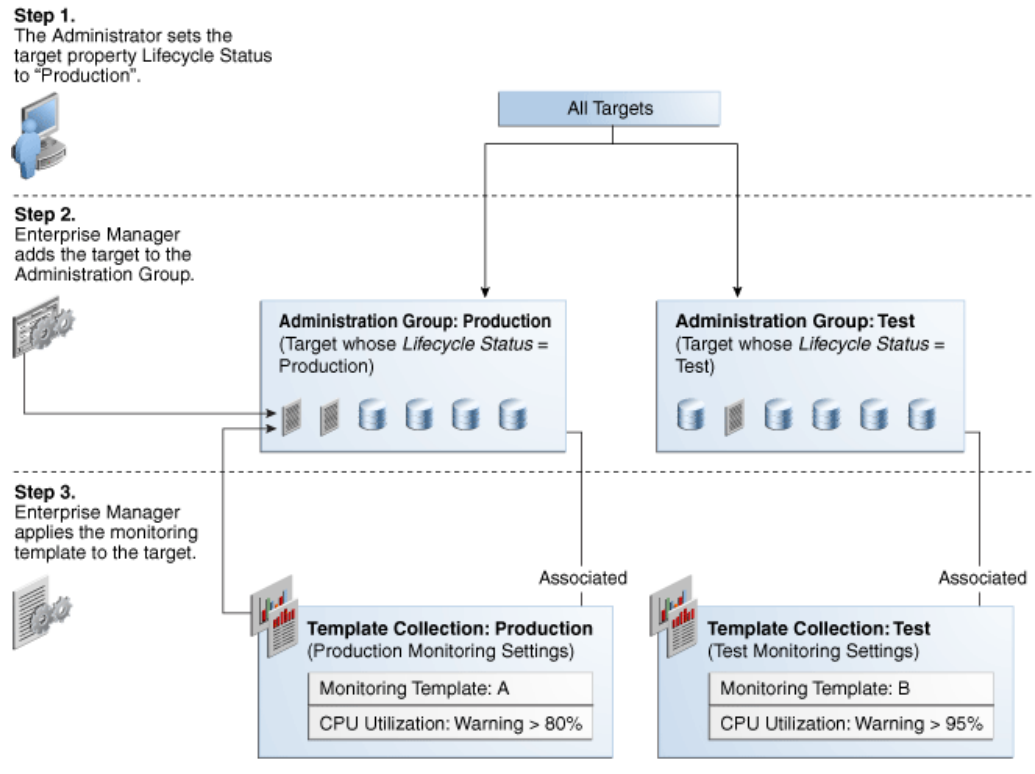 Step 1.
The Administrator sets the
target property Lifecycle Status
to “Production”.
All Targets
Step 2.
Enterprise Manager
adds the target to the
Administration Group.
Administration Group: Production
(Target whose Lifecycle Status =
Production)
Administration Group: Test
(Target whose Lifecycle Status =
Test)
Step 3.
Enterprise Manager
applies the monitoring
template to the target.
Associated
Associated
Template Collection: Production
(Production Monitoring Settings)
Monitoring Template: A
CPU Utilization: Warning > 80%
Template Collection: Test
(Test Monitoring Settings)
Monitoring Template: B
CPU Utilization: Warning > 95%